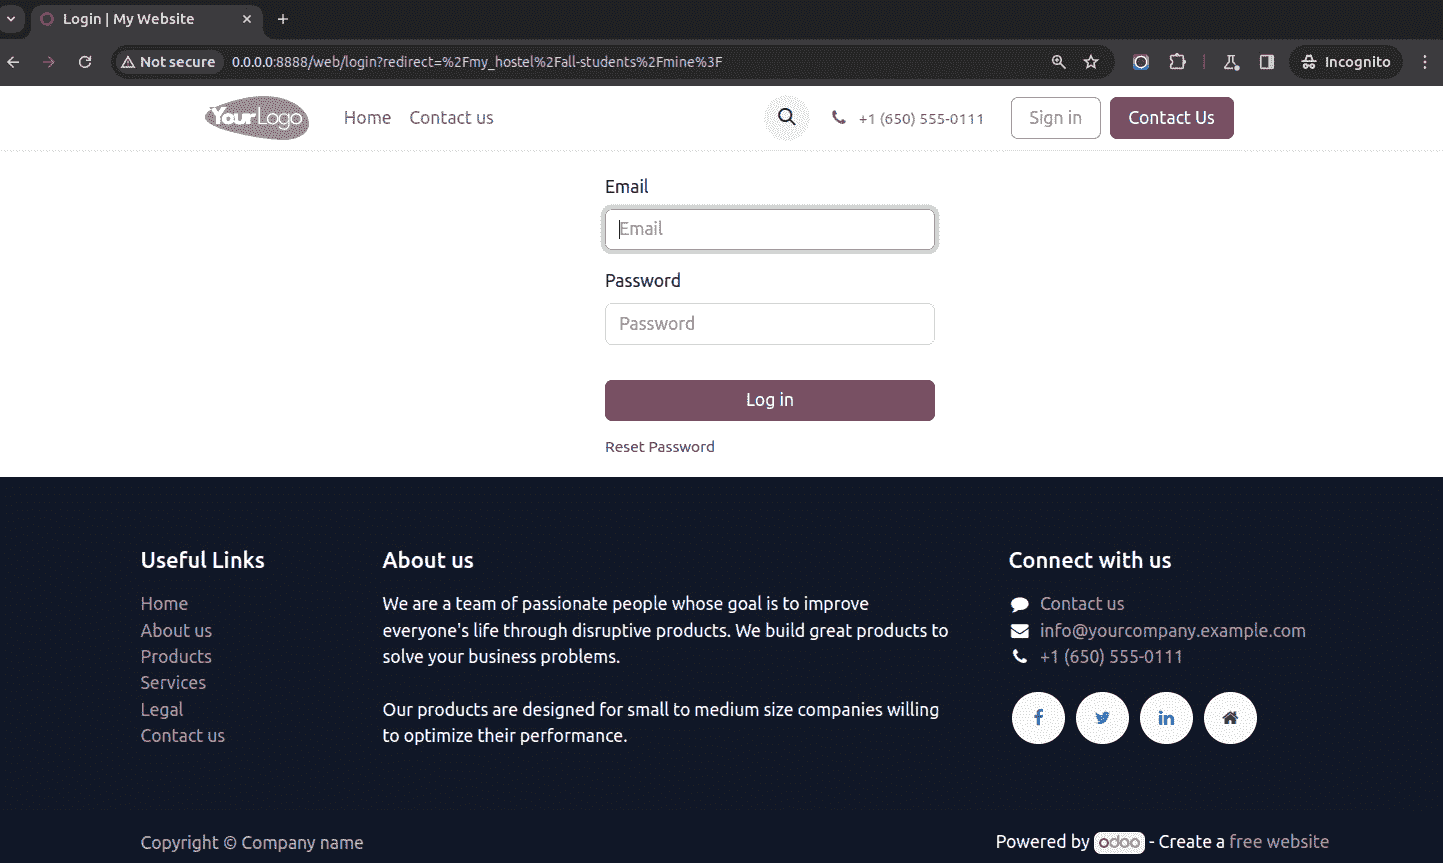 Login | My Website
Not secure 0.0.0.0:8888/web/login?redirect=%2Fmy_hostel%2Fall-students%2Fmine%3F Incognito
YourLogo Home Contact us +1 (650) 555-0111 Sign in Contact Us
Email
Email
Password
Password
Log in
Reset Password
Useful Links
Home
About us
Products
Services
Legal
Contact us
About us
We are a team of passionate people whose goal is to improve
everyone's life through disruptive products. We build great products to
solve your business problems.
Our products are designed for small to medium size companies willing
to optimize their performance.
Connect with us
Contact us
info@yourcompany.example.com
+1 (650) 555-0111
Copyright © Company name
Powered by odoo - Create a free website